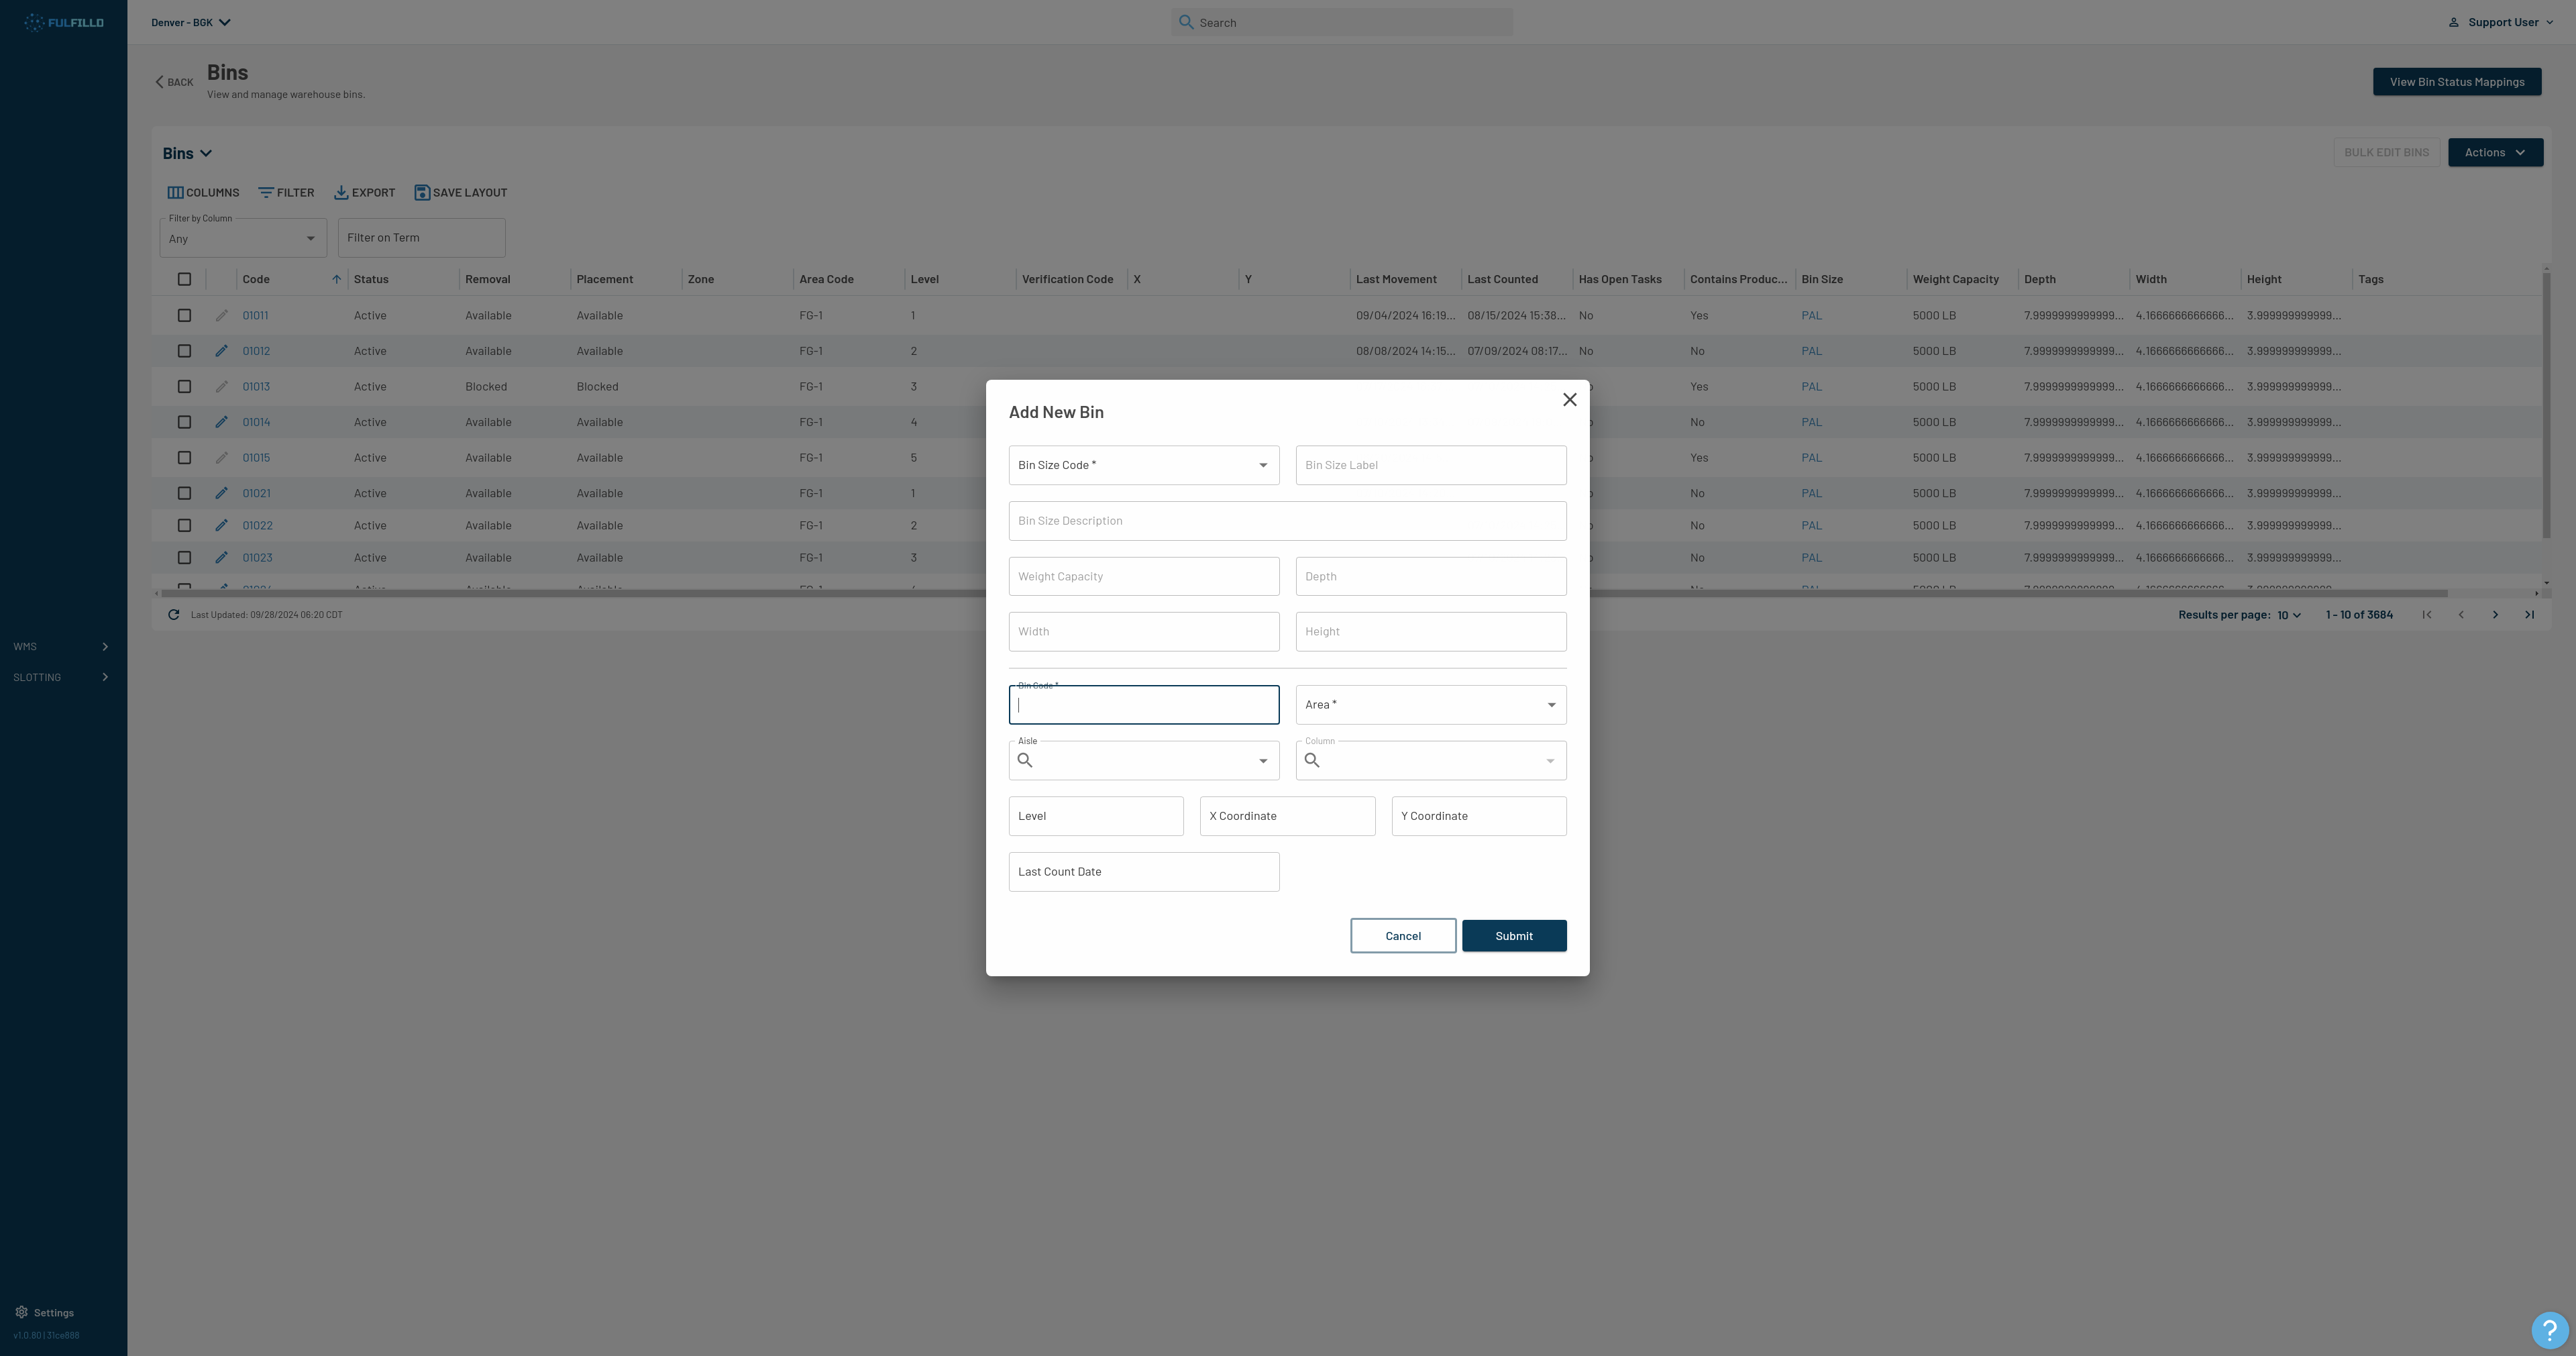 FULFILLD
Denver - BGK
Search
Support User
BACK
Bins
View and manage warehouse bins.
View Bin Status Mappings
Bins
BULK EDIT BINS
Actions
COLUMNS FILTER EXPORT SAVE LAYOUT
Filter by Column
Any
Filter on Term
Code Status Removal Placement Zone Area Code Level Verification Code X Y Last Movement Last Counted Has Open Tasks Contains Produc... Bin Size Weight Capacity Depth Width Height Tags
01011 Active Available Available FG-1 1 09/04/2024 16:19... 08/15/2024 15:38... No Yes PAL 5000 LB 7.9999999999999... 4.1666666666666... 3.999999999999...
01012 Active Available Available FG-1 2 08/08/2024 14:15... 07/09/2024 08:17... No No PAL 5000 LB 7.9999999999999... 4.1666666666666... 3.999999999999...
01013 Active Blocked Blocked FG-1 3 Yes PAL 5000 LB 7.9999999999999... 4.1666666666666... 3.999999999999...
01014 Active Available Available FG-1 4 No PAL 5000 LB 7.9999999999999... 4.1666666666666... 3.999999999999...
01015 Active Available Available FG-1 5 Yes PAL 5000 LB 7.9999999999999... 4.1666666666666... 3.999999999999...
01021 Active Available Available FG-1 1 No PAL 5000 LB 7.9999999999999... 4.1666666666666... 3.999999999999...
01022 Active Available Available FG-1 2 No PAL 5000 LB 7.9999999999999... 4.1666666666666... 3.999999999999...
01023 Active Available Available FG-1 3 No PAL 5000 LB 7.9999999999999... 4.1666666666666... 3.999999999999...
Last Updated: 09/28/2024 06:20 CDT
Results per page: 10 1 - 10 of 3684
Add New Bin
Bin Size Code *
Bin Size Label
Bin Size Description
Weight Capacity
Depth
Width
Height
Bin Code *
Area *
Aisle
Column
Level
X Coordinate
Y Coordinate
Last Count Date
Cancel
Submit
WMS
SLOTTING
Settings
v1.0.80 | 31ce888
?